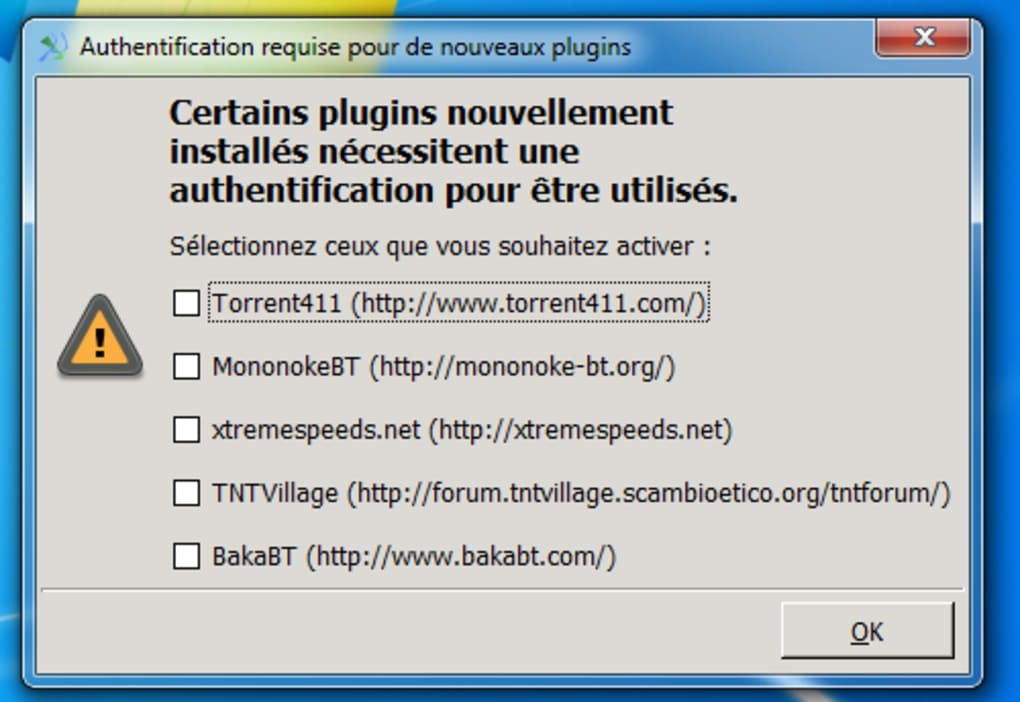 Authentification requise pour de nouveaux plugins
Certains plugins nouvellement
installés nécessitent une
authentification pour être utilisés.
Sélectionnez ceux que vous souhaitez activer :
Torrent411 (http://www.torrent411.com/)
MononokeBT (http://mononoke-bt.org/)
xtremespeeds.net (http://xtremespeeds.net)
TNTVillage (http://forum.tntvillage.scambioetico.org/tntforum/)
BakaBT (http://www.bakabt.com/)
OK